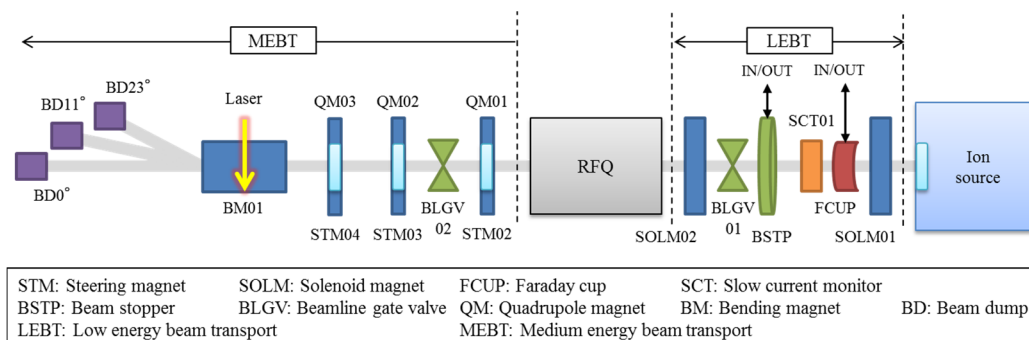 MEBT
LEBT
BD23°
BD11°
BD0°
Laser
BM01
QM03
QM02
QM01
STM04
STM03
BLGV
02
STM02
RFQ
IN/OUT
IN/OUT
SCT01
SOLM02
BLGV
01
BSTP
FCUP
SOLM01
Ion
source
STM: Steering magnet SOLM: Solenoid magnet FCUP: Faraday cup SCT: Slow current monitor
BSTP: Beam stopper BLGV: Beamline gate valve QM: Quadrupole magnet BM: Bending magnet BD: Beam dump
LEBT: Low energy beam transport MEBT: Medium energy beam transport